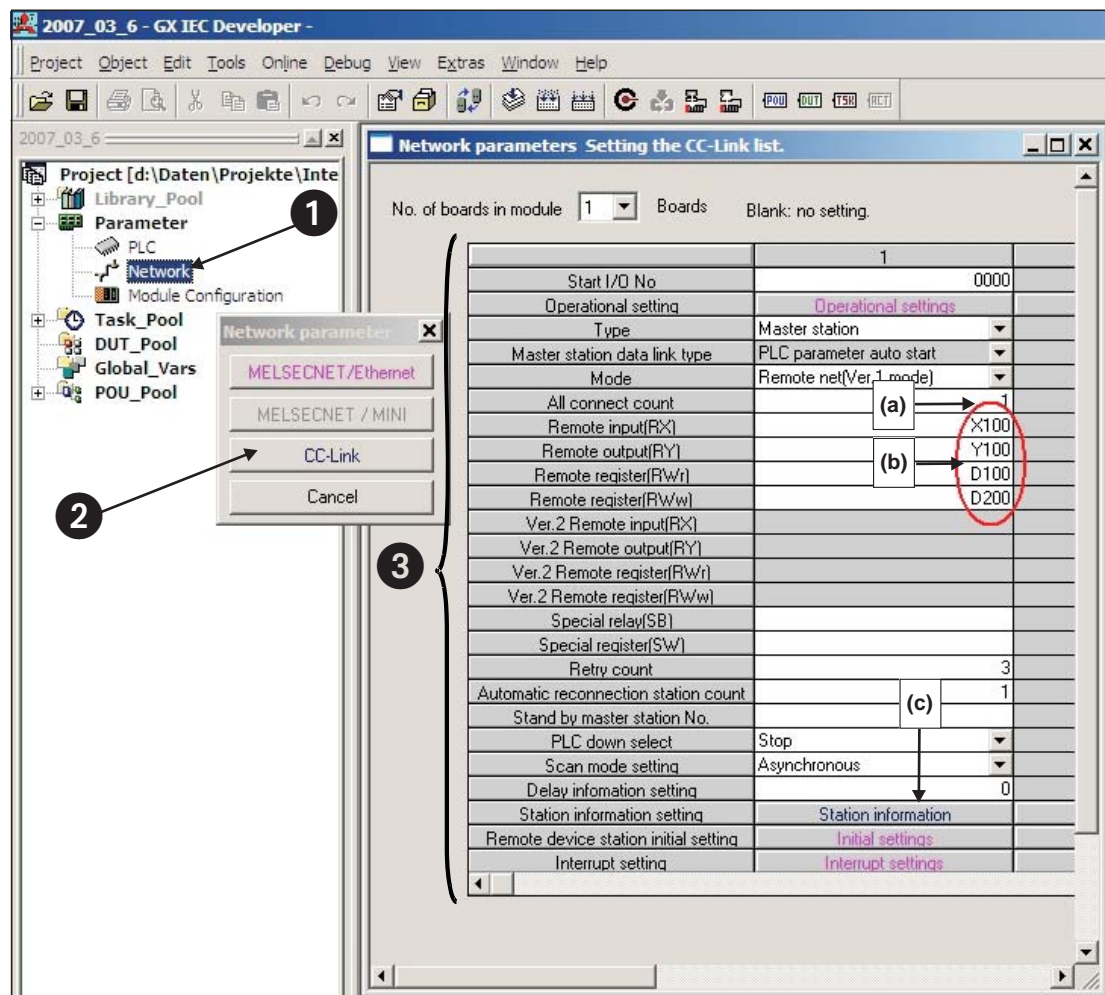 2007_03_6 - GX IEC Developer -
Project Object Edit Tools Online Debug View Extras Window Help
POU DUT TSK ACT
2007_03_6
Project [d:\Daten\Projekte\Inte
Library_Pool
Parameter
PLC
Network
Module Configuration
Task_Pool
DUT_Pool
Global_Vars
POU_Pool
1
Network parameter
MELSECNET/Ethernet
MELSECNET / MINI
CC-Link
Cancel
2
3
Network parameters Setting the CC-Link list.
No. of boards in module 1 Boards Blank: no setting.
1
Start I/O No 0000
Operational setting Operational settings
Type Master station
Master station data link type PLC parameter auto start
Mode Remote net(Ver.1 mode)
All connect count (a) 1
Remote input(RX) X100
Remote output(RY) Y100
Remote register(RWr) (b) D100
Remote register(RWw) D200
Ver.2 Remote input(RX)
Ver.2 Remote output(RY)
Ver.2 Remote register(RWr)
Ver.2 Remote register(RWw)
Special relay(SB)
Special register(SW)
Retry count 3
Automatic reconnection station count 1
(c)
Stand by master station No.
PLC down select Stop
Scan mode setting Asynchronous
Delay infomation setting 0
Station information setting Station information
Remote device station initial setting Initial settings
Interrupt setting Interrupt settings